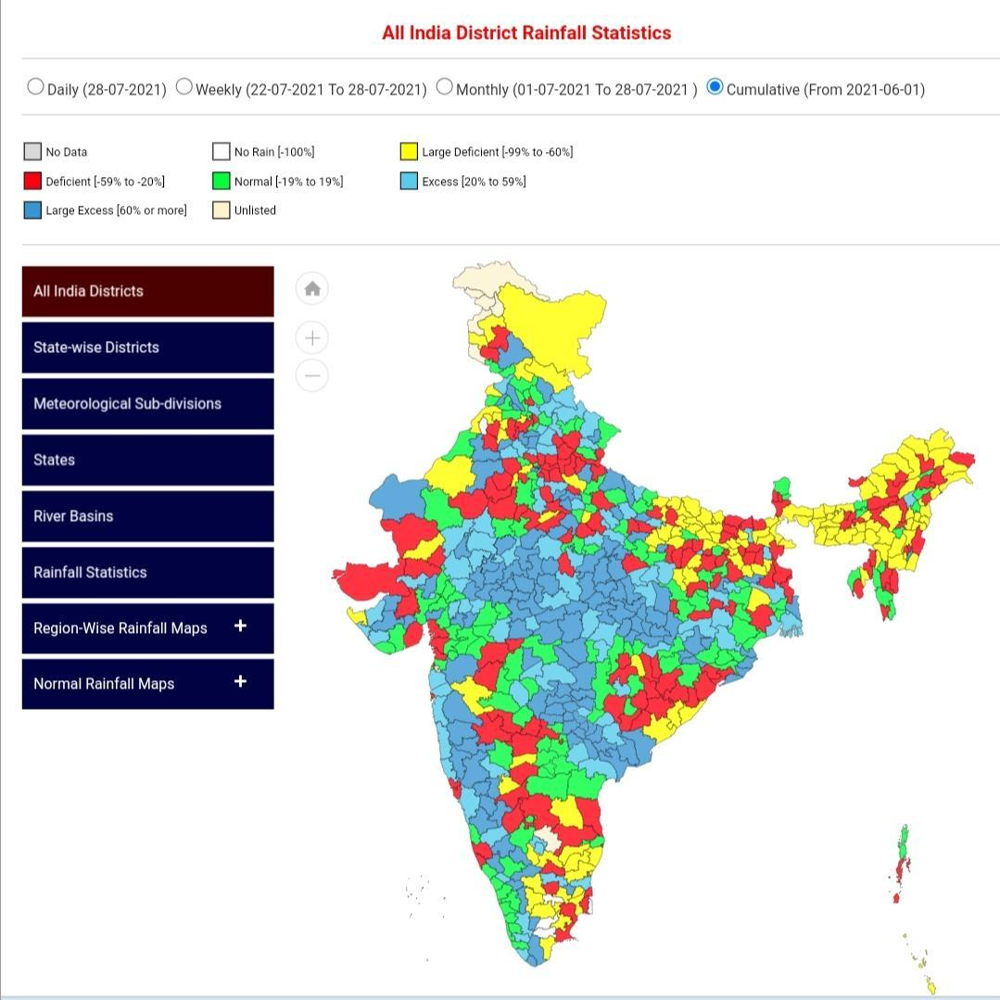 All India District Rainfall Statistics
Daily (28-07-2021) Weekly (22-07-2021 To 28-07-2021) Monthly (01-07-2021 To 28-07-2021 ) Cumulative (From 2021-06-01)
No Data No Rain [-100%] Large Deficient [-99% to -60%]
Deficient [-59% to -20%] Normal [-19% to 19%] Excess [20% to 59%]
Large Excess [60% or more] Unlisted
All India Districts
State-wise Districts
Meteorological Sub-divisions
States
River Basins
Rainfall Statistics
Region-Wise Rainfall Maps +
Normal Rainfall Maps +